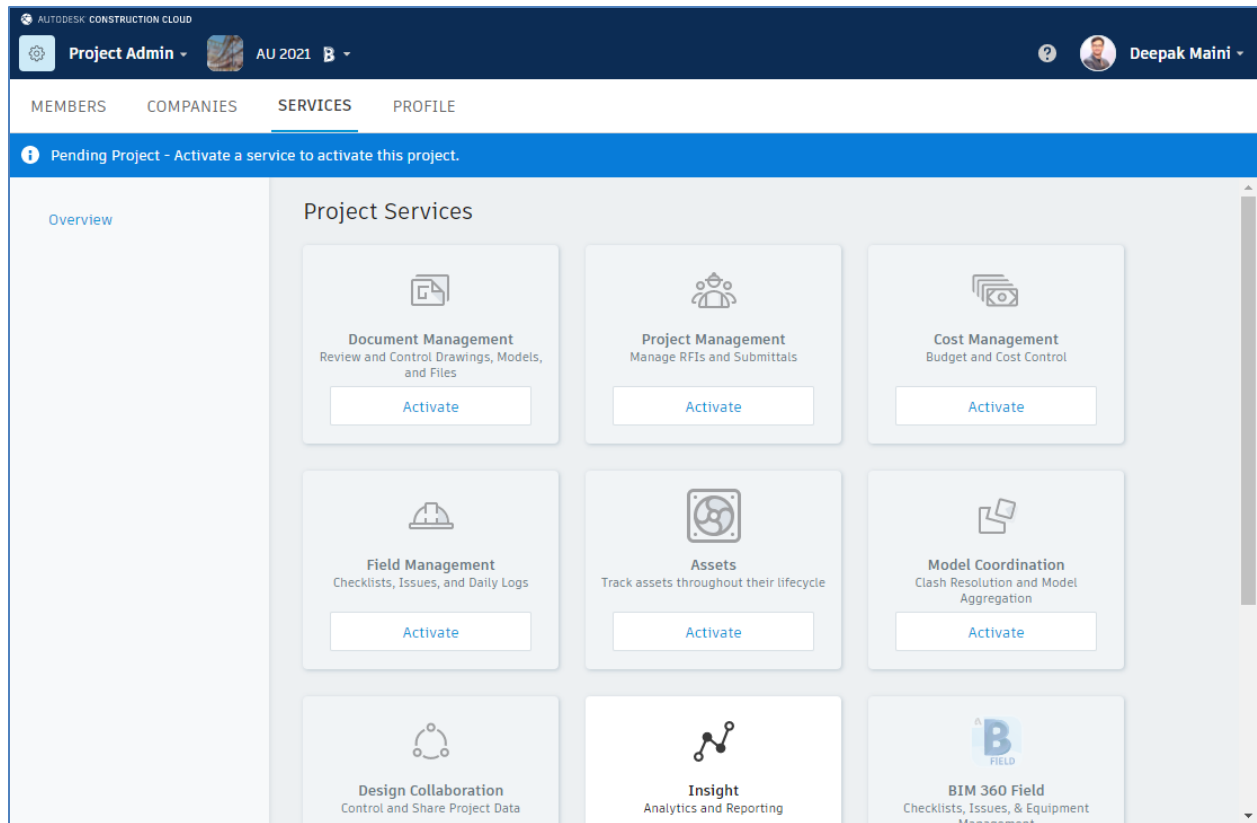 AUTODESK CONSTRUCTION CLOUD
Project Admin
AU 2021 B
Deepak Maini
MEMBERS COMPANIES SERVICES PROFILE
Pending Project - Activate a service to activate this project.
Overview
Project Services
Document Management
Review and Control Drawings, Models,
and Files
Activate
Project Management
Manage RFIs and Submittals
Activate
Cost Management
Budget and Cost Control
Activate
Field Management
Checklists, Issues, and Daily Logs
Activate
Assets
Track assets throughout their lifecycle
Activate
Model Coordination
Clash Resolution and Model
Aggregation
Activate
Design Collaboration
Control and Share Project Data
Insight
Analytics and Reporting
B
FIELD
BIM 360 Field
Checklists, Issues, & Equipment
Management